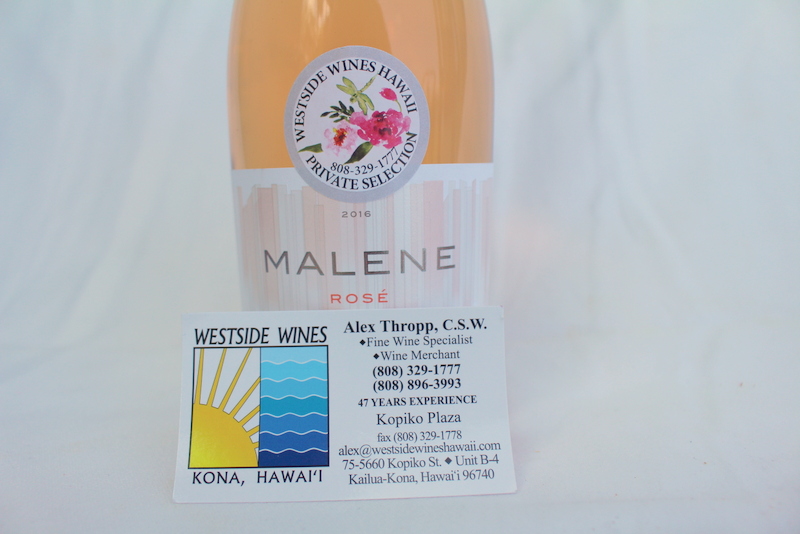 WESTSIDE WINES HAWAII
808-329-1777
PRIVATE SELECTION
2016
MALENE
ROSÉ
WESTSIDE WINES
KONA, HAWAI‘I
Alex Thropp, C.S.W.
◆Fine Wine Specialist
◆Wine Merchant
(808) 329-1777
(808) 896-3993
47 YEARS EXPERIENCE
Kopiko Plaza
fax (808) 329-1778
alex@westsidewineshawaii.com
75-5660 Kopiko St. ◆ Unit B-4
Kailua-Kona, Hawai‘i 96740